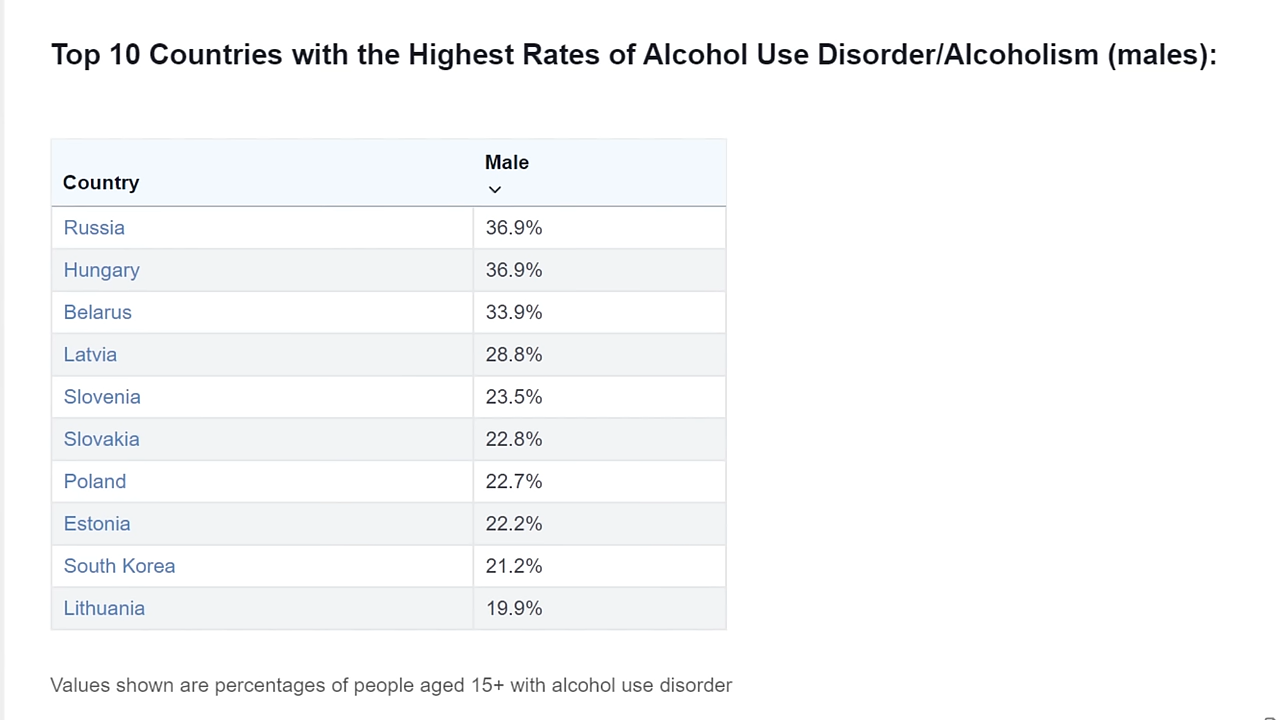 Top 10 Countries with the Highest Rates of Alcohol Use Disorder/Alcoholism (males):
Country Male
Russia 36.9%
Hungary 36.9%
Belarus 33.9%
Latvia 28.8%
Slovenia 23.5%
Slovakia 22.8%
Poland 22.7%
Estonia 22.2%
South Korea 21.2%
Lithuania 19.9%
Values shown are percentages of people aged 15+ with alcohol use disorder